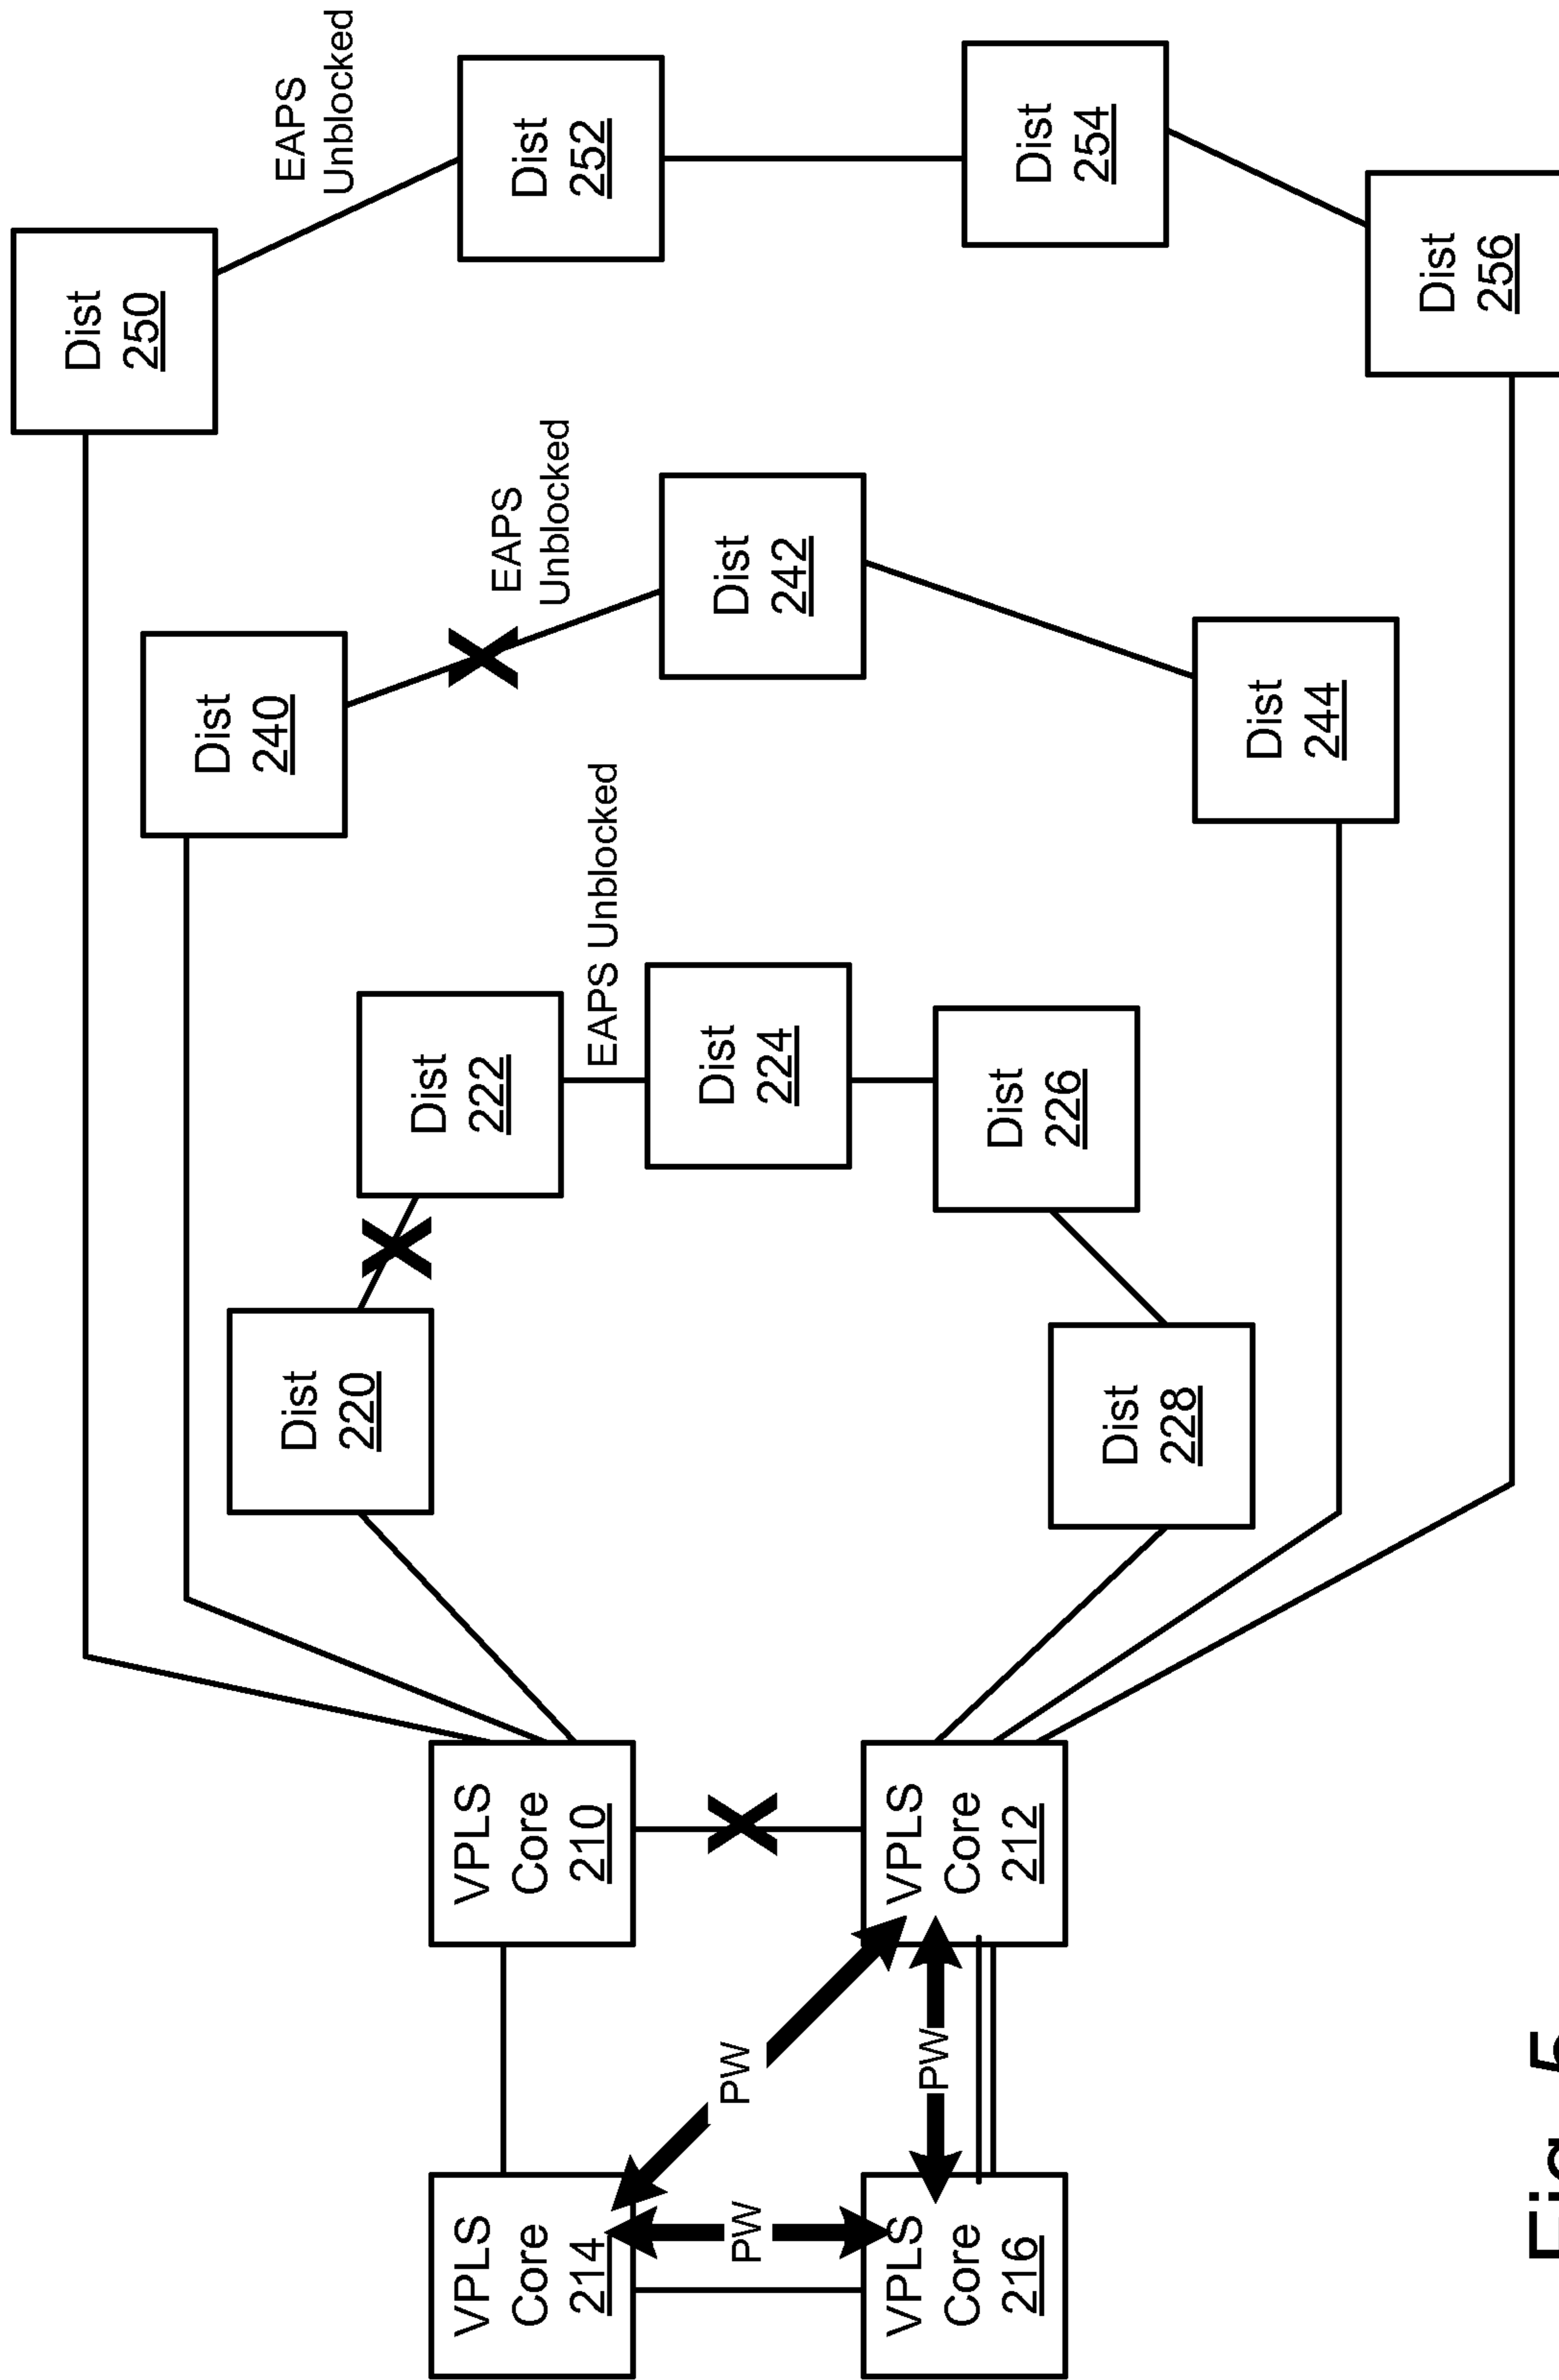 Dist
250
EAPS
Unblocked
Dist
240
Dist
220
VPLS
Core
214
VPLS
Core
210
Dist
222
EAPS
Unblocked
Dist
252
EAPS Unblocked
Dist
224
Dist
242
PW
PW
PW
VPLS
Core
216
VPLS
Core
212
Dist
226
Dist
254
Dist
228
Dist
244
Dist
256
Fig. 5